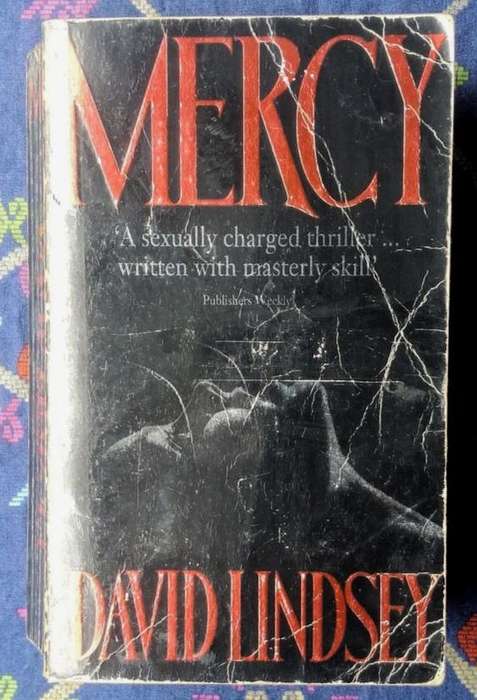 MERCY
'A sexually charged thriller ...
written with masterly skill'
Publishers Weekly
DAVID LINDSEY